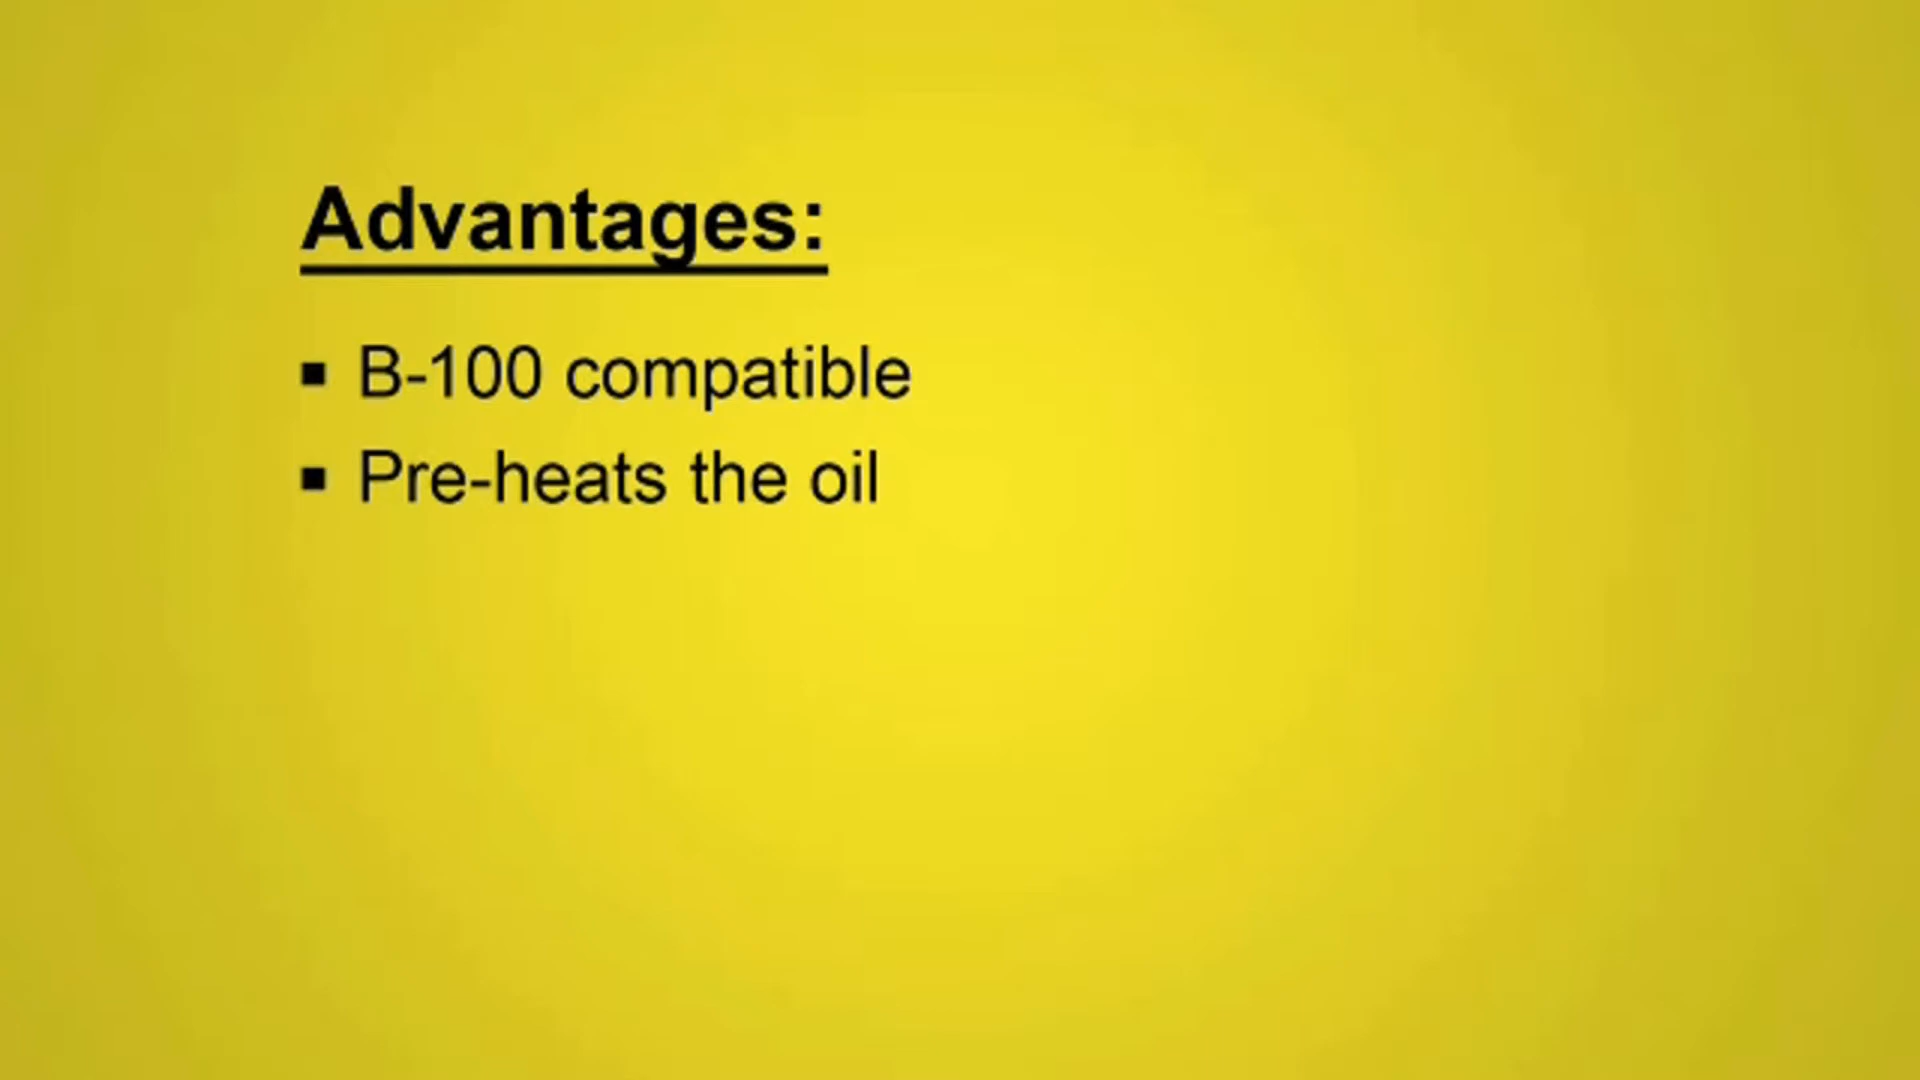 Advantages:
▪ B-100 compatible
▪ Pre-heats the oil